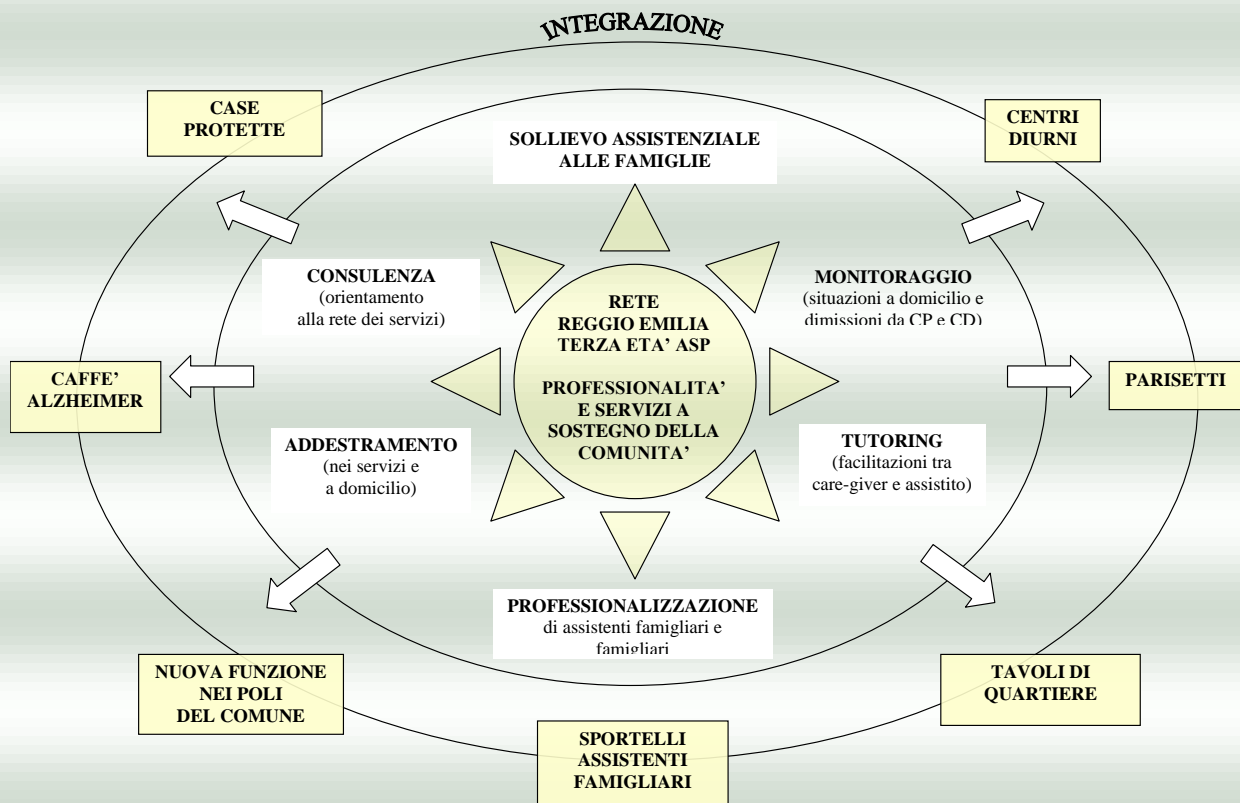 INTEGRAZIONE
CASE
PROTETTE
CENTRI
DIURNI
SOLLIEVO ASSISTENZIALE
ALLE FAMIGLIE
CONSULENZA
(orientamento
alla rete dei servizi)
MONITORAGGIO
(situazioni a domicilio e
dimissioni da CP e CD)
RETE
REGGIO EMILIA
TERZA ETA' ASP
PROFESSIONALITA'
E SERVIZI A
SOSTEGNO DELLA
COMUNITA'
CAFFE'
ALZHEIMER
PARISETTI
ADDESTRAMENTO
(nei servizi e
a domicilio)
TUTORING
(facilitazioni tra
care-giver e assistito)
PROFESSIONALIZZAZIONE
di assistenti famigliari e
famigliari
NUOVA FUNZIONE
NEI POLI
DEL COMUNE
TAVOLI DI
QUARTIERE
SPORTELLI
ASSISTENTI
FAMIGLIARI